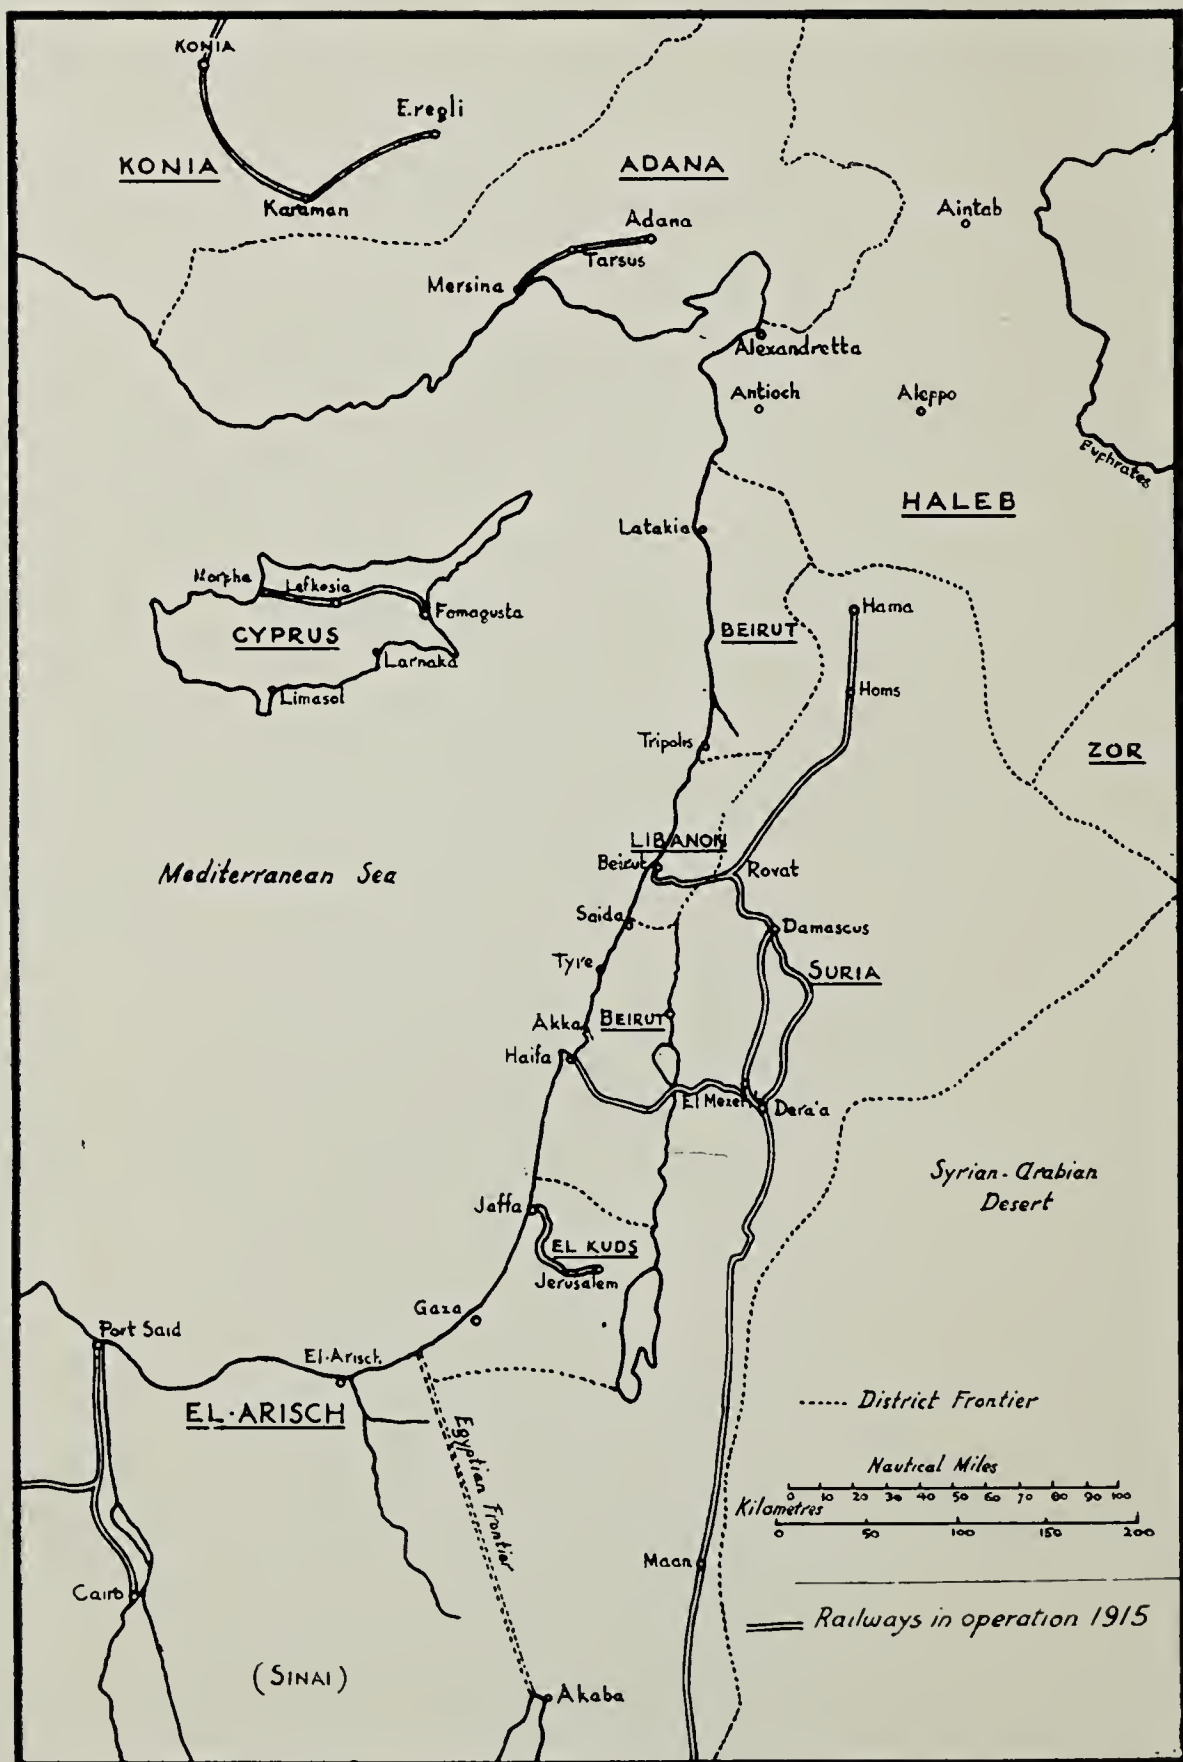 KONIA
E.regli
KONIA
ADANA
Karaman
Adana
Aintab
Tarsus
Mersina
Alexandretta
Antioch
Aleppo
Euphrates
HALEB
Latakia
Morpha
Lefkosia
Famagusta
CYPRUS
Larnaka
Limasol
Hama
BEIRUT
Homs
Tripolis
ZOR
LIBANON
Beirut
Rovat
Mediterranean Sea
Saida
Damascus
Tyre
SURIA
Akka
BEIRUT
Haifa
El Mezer
Dera'a
Syrian-Arabian
Desert
Jaffa
EL KUDS
Jerusalem
Gaza
Port Said
El-Arisch
EL-ARISCH
Egyptian Frontier
District Frontier
Nautical Miles
0 10 20 30 40 50 60 70 80 90 100
Kilometres
0 50 100 150 200
Maan
Cairo
Railways in operation 1915
(SINAI)
Akaba